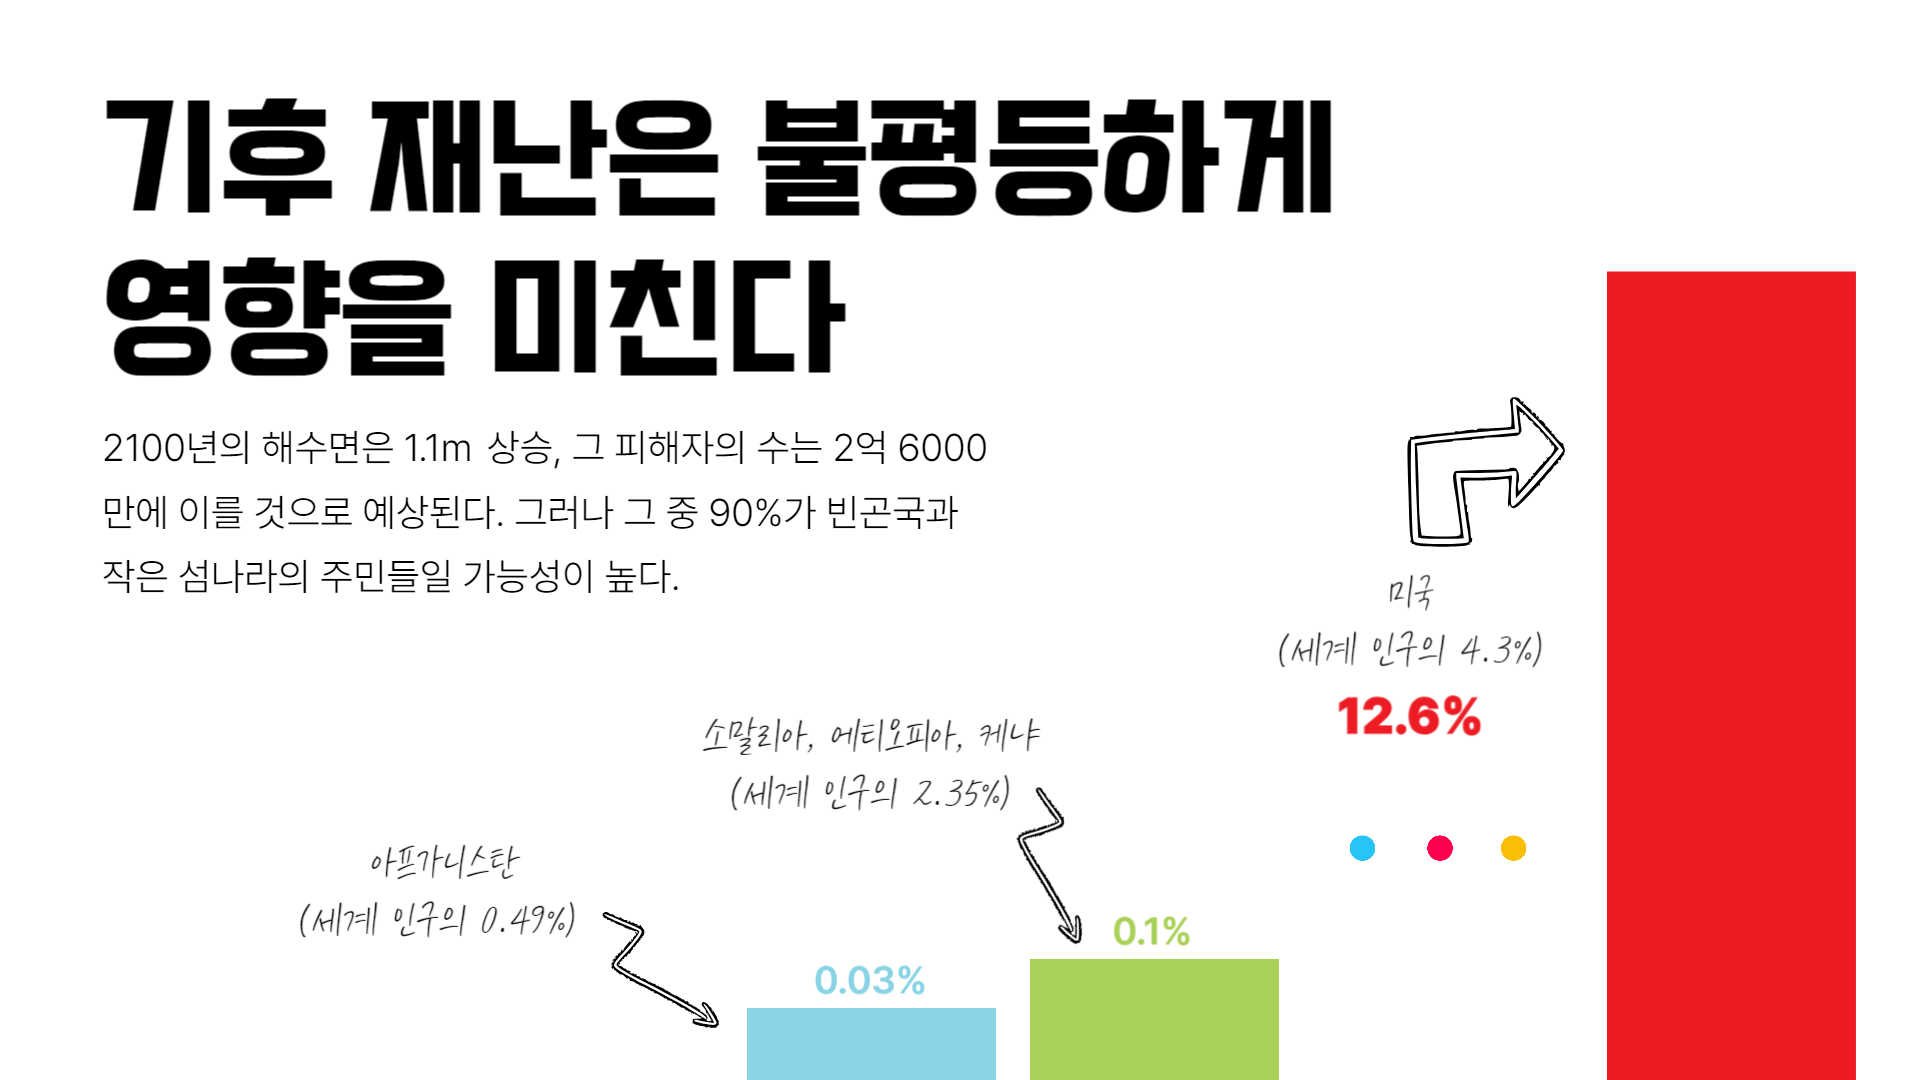 기후 재난은 불평등하게
영향을 미친다
2100년의 해수면은 1.1m 상승, 그 피해자의 수는 2억 6000
만에 이를 것으로 예상된다. 그러나 그 중 90%가 빈곤국과
작은 섬나라의 주민들일 가능성이 높다.
미국
(세계 인구의 4.3%)
12.6%
소말리아, 에티오피아, 케냐
(세계 인구의 2.35%)
0.1%
아프가니스탄
(세계 인구의 0.49%)
0.03%